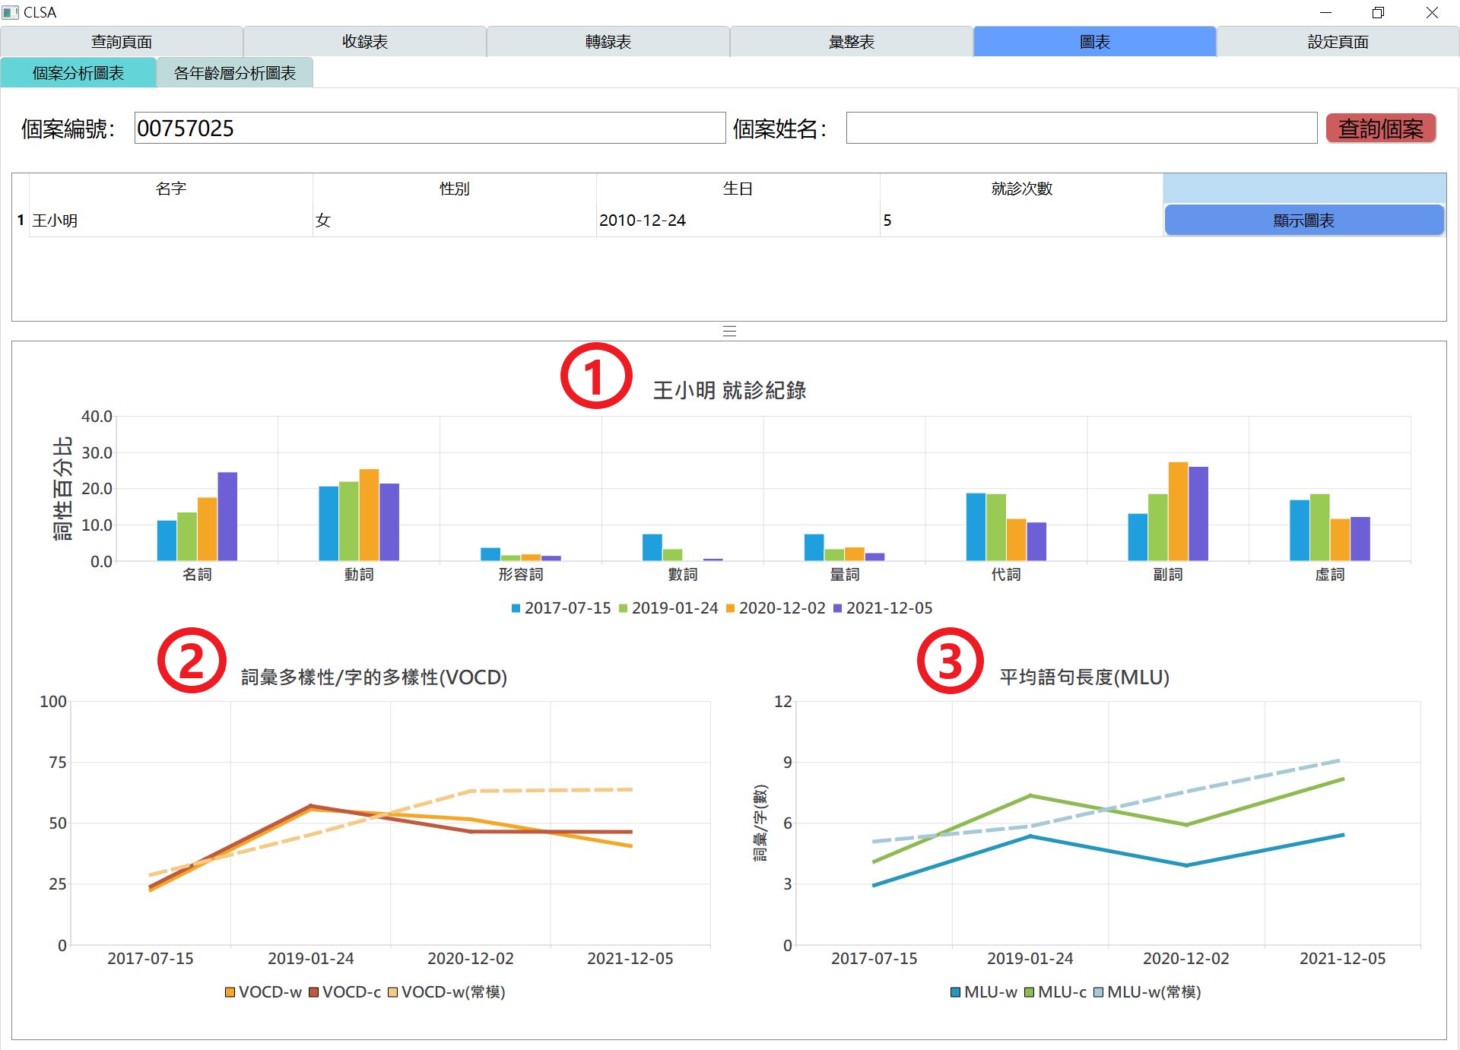 CLSA
查詢頁面 收錄表 轉錄表 彙整表 圖表 設定頁面
個案分析圖表 各年齡層分析圖表
個案編號： 00757025 個案姓名： 查詢個案
名字 性別 生日 就診次數
1 王小明 女 2010-12-24 5 顯示圖表
1 王小明 就診紀錄
詞性百分比
40.0
30.0
20.0
10.0
0.0
名詞 動詞 形容詞 數詞 量詞 代詞 副詞 虛詞
2017-07-15 2019-01-24 2020-12-02 2021-12-05
2 詞彙多樣性/字的多樣性(VOCD)
100
75
50
25
0
2017-07-15 2019-01-24 2020-12-02 2021-12-05
VOCD-w VOCD-c VOCD-w(常模)
3 平均語句長度(MLU)
詞彙/字(數)
12
9
6
3
0
2017-07-15 2019-01-24 2020-12-02 2021-12-05
MLU-w MLU-c MLU-w(常模)